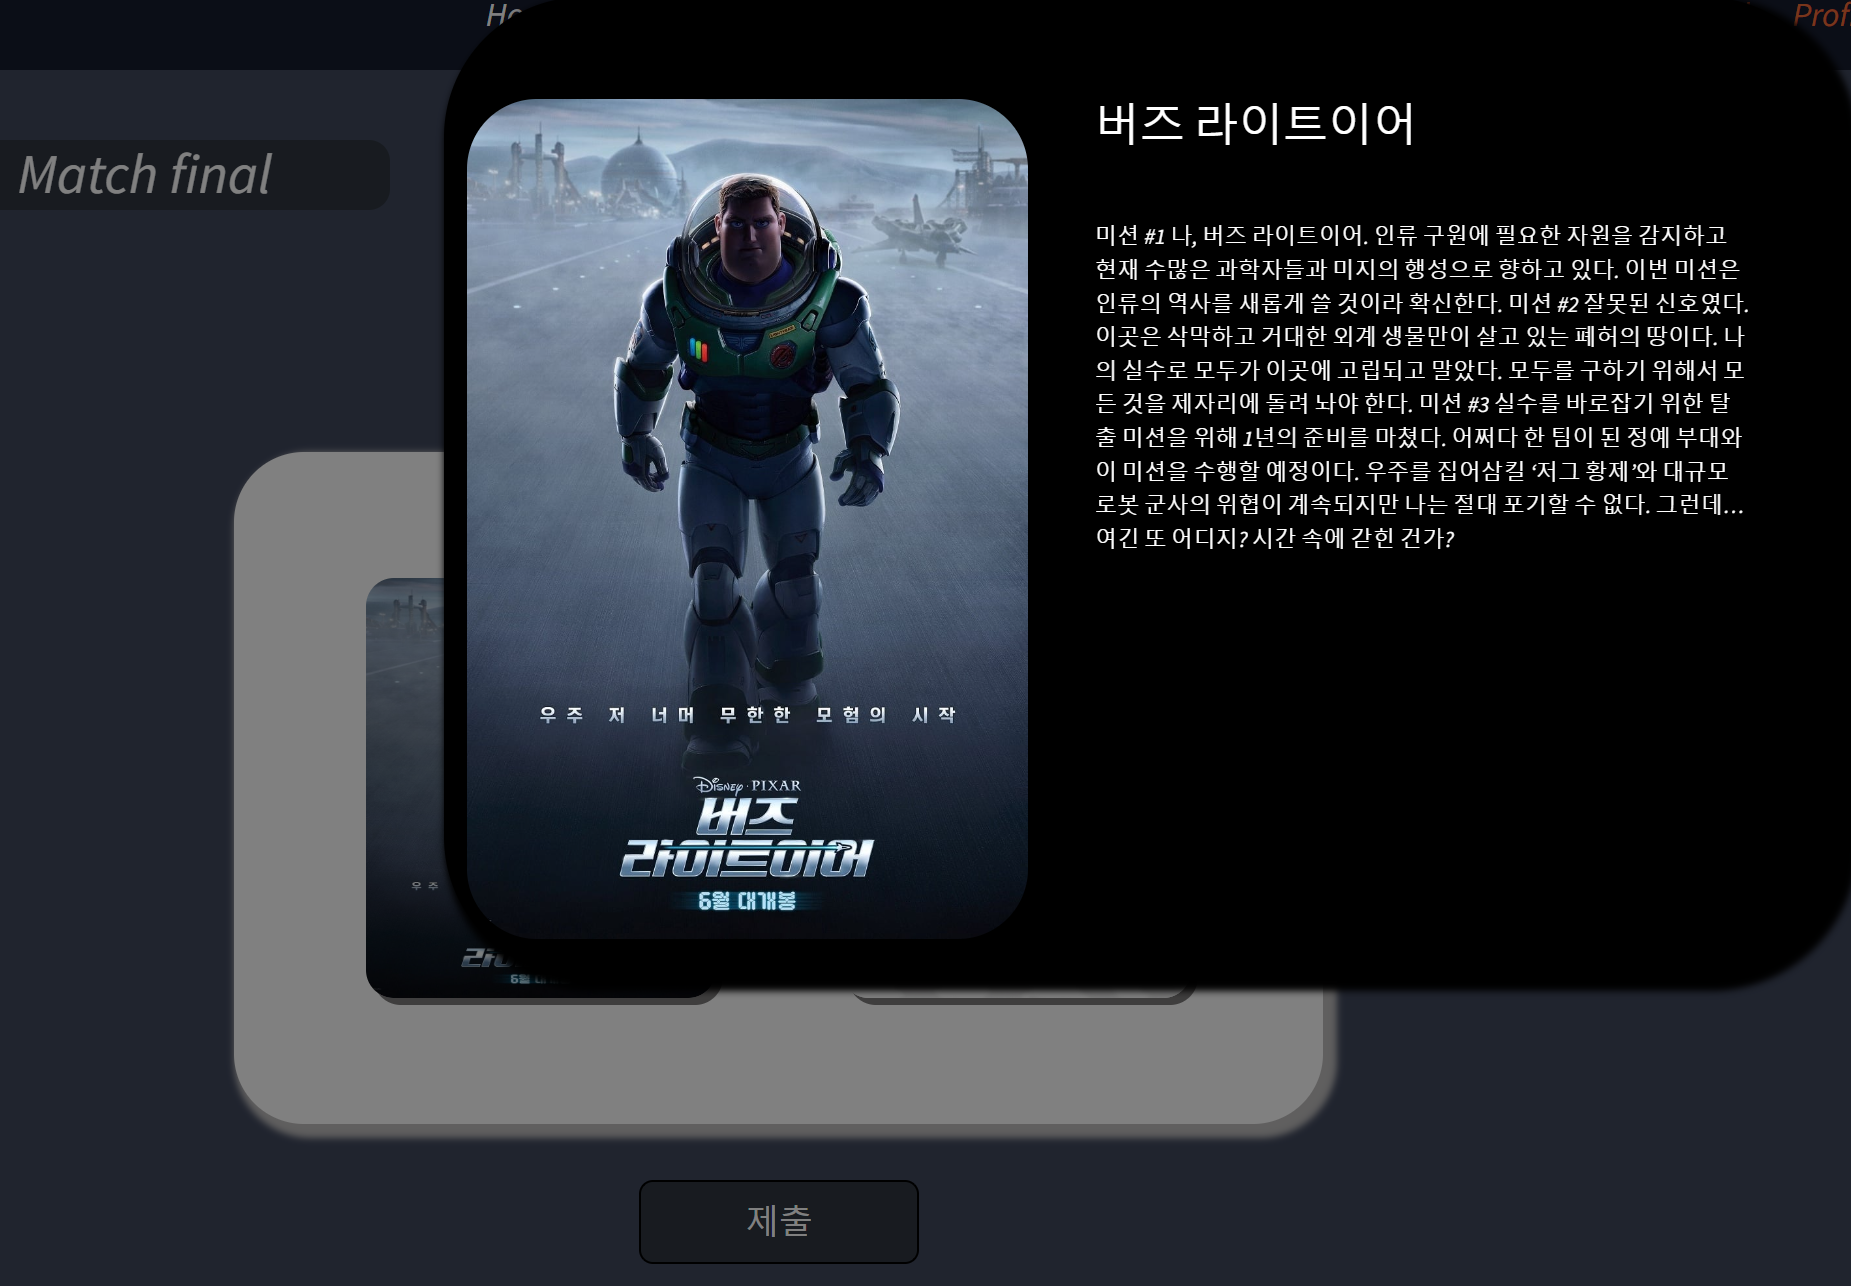 Match final
버즈 라이트이어
미션 #1 나, 버즈 라이트이어. 인류 구원에 필요한 자원을 감지하고
현재 수많은 과학자들과 미지의 행성으로 향하고 있다. 이번 미션은
인류의 역사를 새롭게 쓸 것이라 확신한다. 미션 #2 잘못된 신호였다.
이곳은 삭막하고 거대한 외계 생물만이 살고 있는 폐허의 땅이다. 나
의 실수로 모두가 이곳에 고립되고 말았다. 모두를 구하기 위해서 모
든 것을 제자리에 돌려 놔야 한다. 미션 #3 실수를 바로잡기 위한 탈
출 미션을 위해 1년의 준비를 마쳤다. 어쩌다 한 팀이 된 정예 부대와
이 미션을 수행할 예정이다. 우주를 집어삼킬 ‘저그 황제’와 대규모
로봇 군사의 위협이 계속되지만 나는 절대 포기할 수 없다. 그런데…
여긴 또 어디지? 시간 속에 갇힌 건가?
우주 저 너머 무한한 모험의 시작
Disney · PIXAR
버즈
라이트이어
6월 대개봉
우주
제출